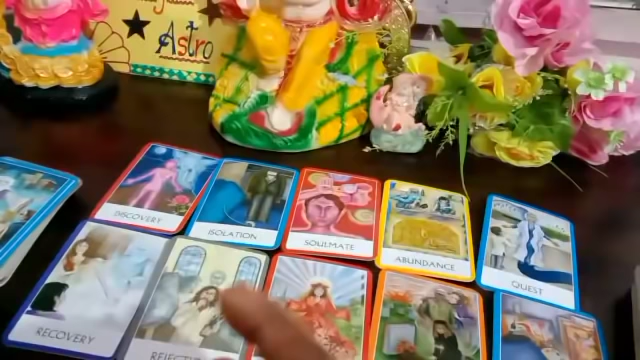 Astro
DISCOVERY
ISOLATION
SOULMATE
ABUNDANCE
QUEST
RECOVERY